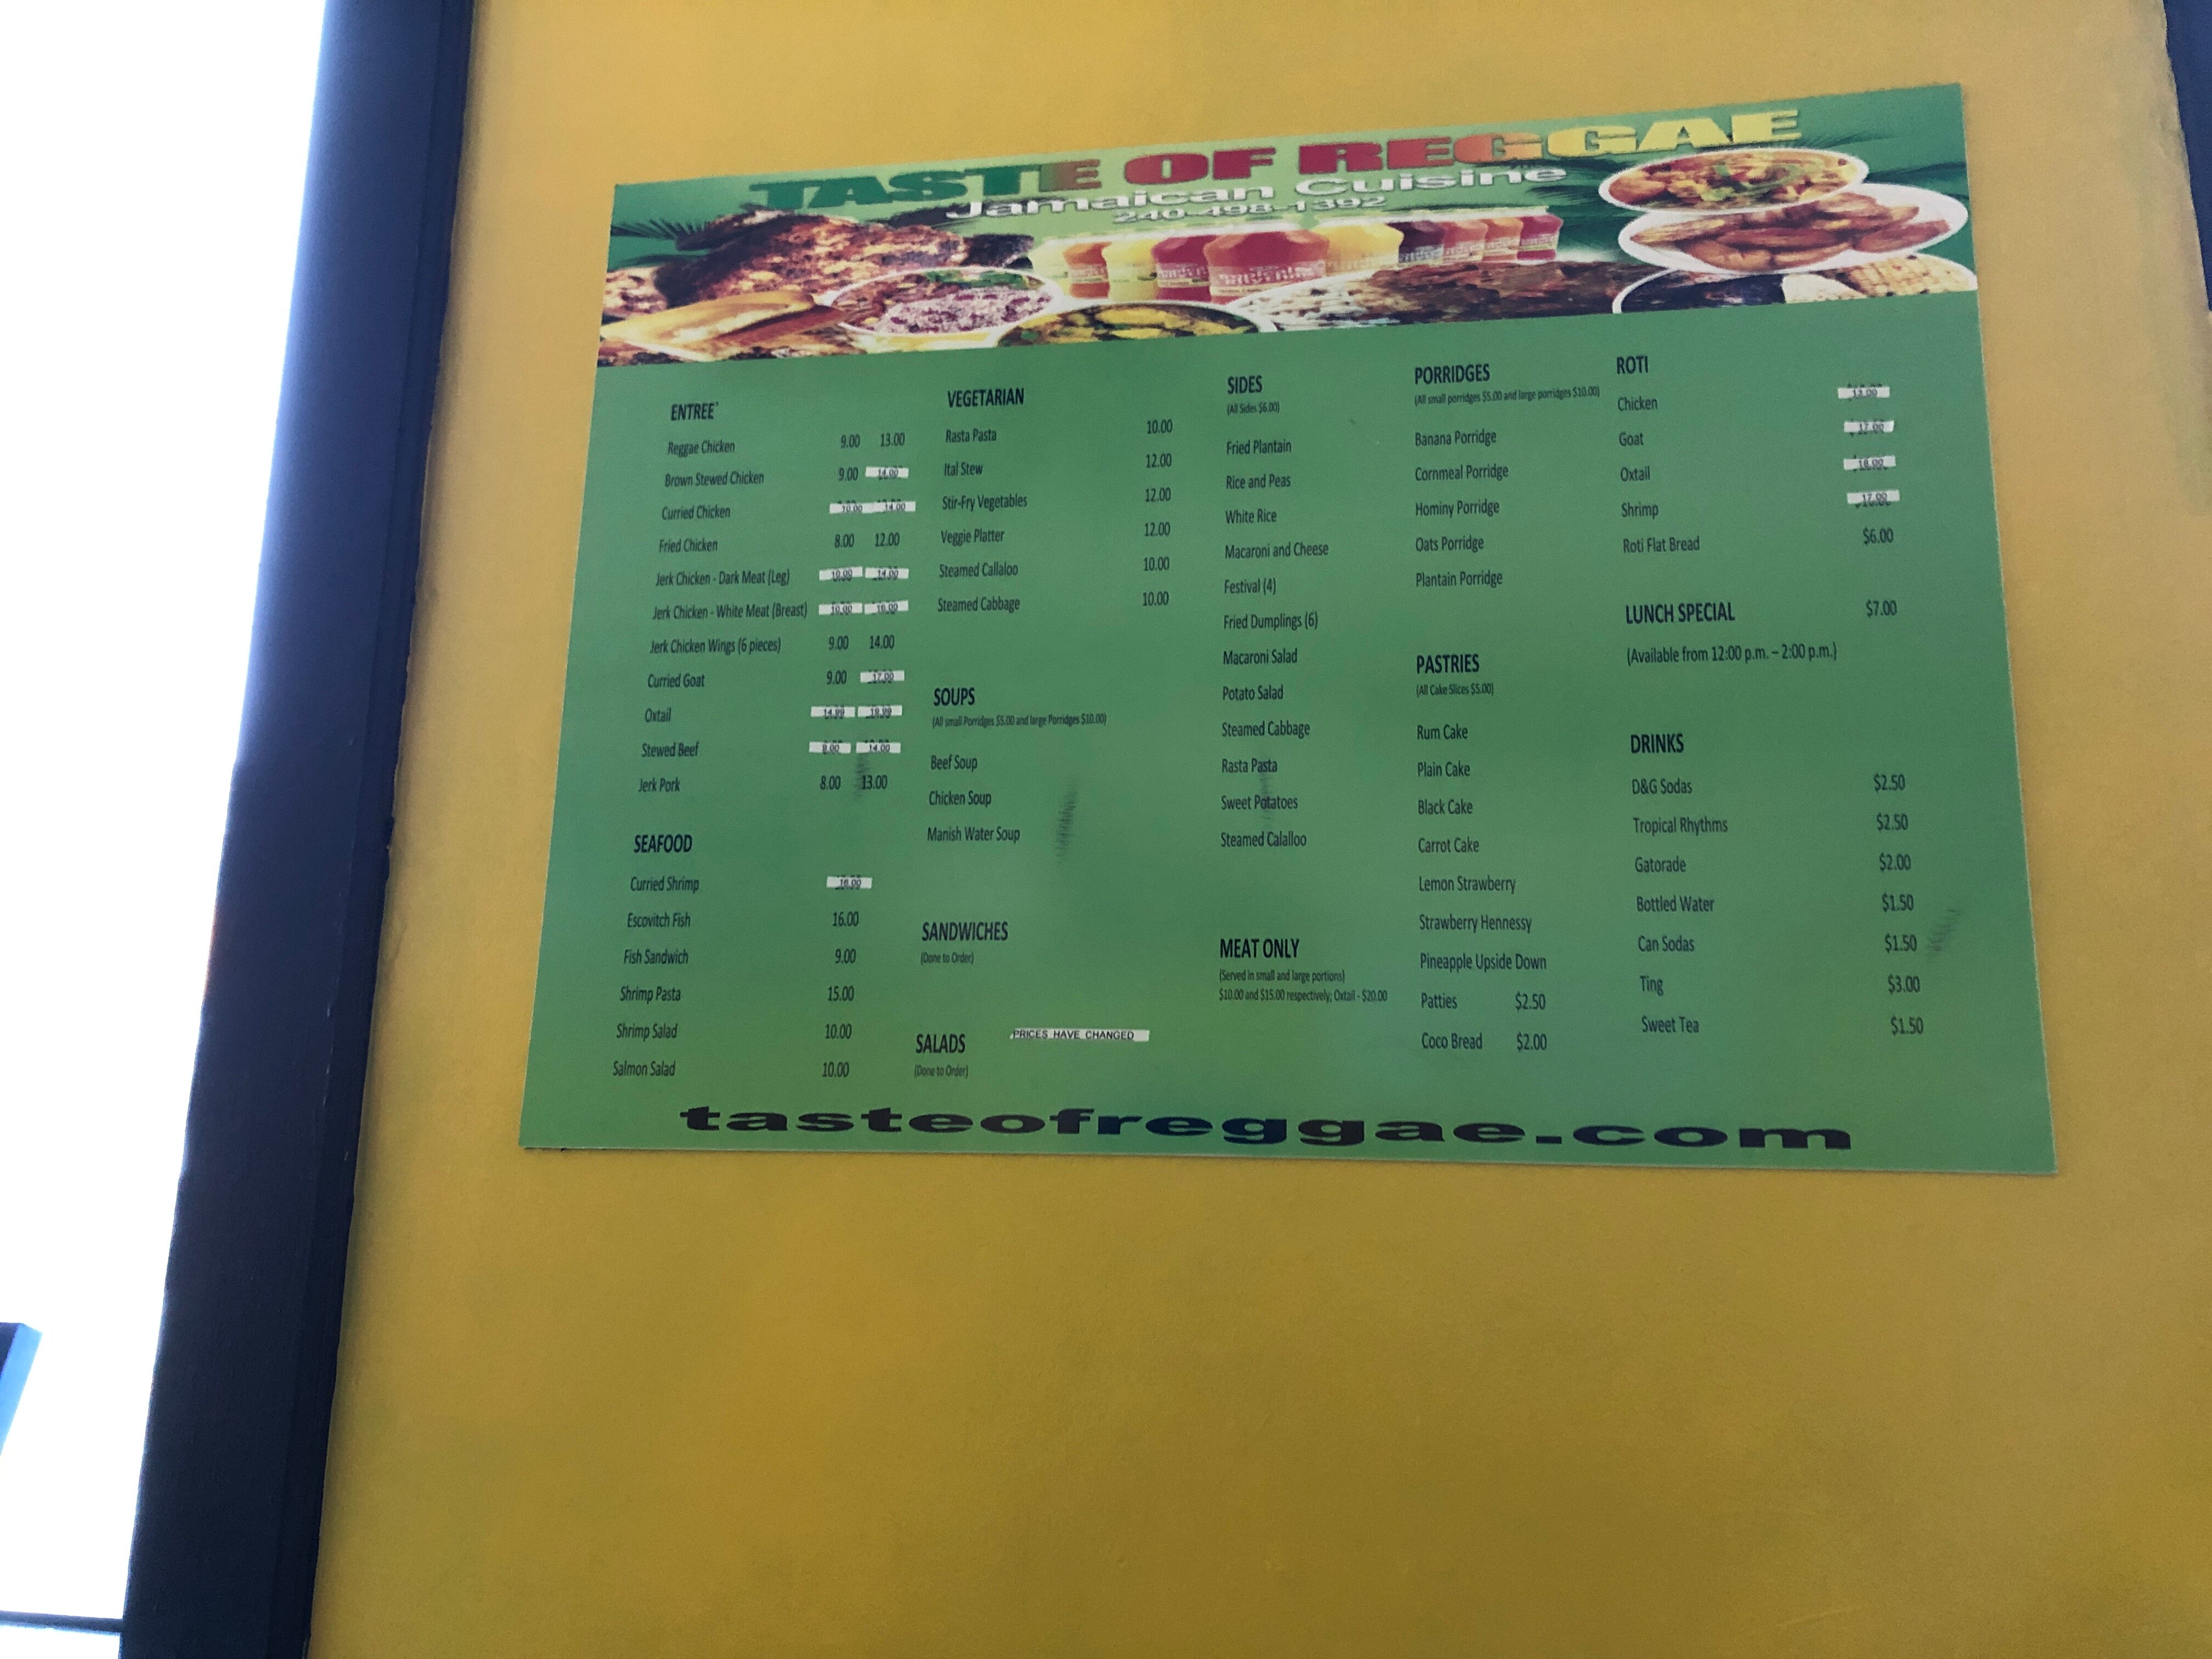 TASTE OF REGGAE
Jamaican Cuisine
240-498-1392
ENTREE'
Reggae Chicken 9.00 13.00
Brown Stewed Chicken 9.00 14.00
Curried Chicken 10.00 14.00
Fried Chicken 8.00 12.00
Jerk Chicken - Dark Meat (Leg) 10.00 14.00
Jerk Chicken - White Meat (Breast) 10.00 16.00
Jerk Chicken Wings (6 pieces) 9.00 14.00
Curried Goat 9.00 17.00
Oxtail 14.99 19.99
Stewed Beef 9.00 14.00
Jerk Pork 8.00 13.00
SEAFOOD
Curried Shrimp 16.00
Escovitch Fish 16.00
Fish Sandwich 9.00
Shrimp Pasta 15.00
Shrimp Salad 10.00
Salmon Salad 10.00
VEGETARIAN
Rasta Pasta 10.00
Ital Stew 12.00
Stir-Fry Vegetables 12.00
Veggie Platter 12.00
Steamed Callaloo 10.00
Steamed Cabbage 10.00
SOUPS
(All small Porridges $5.00 and large Porridges $10.00)
Beef Soup
Chicken Soup
Manish Water Soup
SANDWICHES
(Done to Order)
SALADS
(Done to Order)
PRICES HAVE CHANGED
SIDES
(All Sides $6.00)
Fried Plantain
Rice and Peas
White Rice
Macaroni and Cheese
Festival (4)
Fried Dumplings (6)
Macaroni Salad
Potato Salad
Steamed Cabbage
Rasta Pasta
Sweet Potatoes
Steamed Calalloo
MEAT ONLY
(Served in small and large portions)
$10.00 and $15.00 respectively; Oxtail - $20.00
PORRIDGES
(All small porridges $5.00 and large porridges $10.00)
Banana Porridge
Cornmeal Porridge
Hominy Porridge
Oats Porridge
Plantain Porridge
PASTRIES
(All Cake Slices $5.00)
Rum Cake
Plain Cake
Black Cake
Carrot Cake
Lemon Strawberry
Strawberry Hennessy
Pineapple Upside Down
Patties $2.50
Coco Bread $2.00
ROTI
Chicken 13.00
Goat 17.00
Oxtail 18.00
Shrimp 17.00
Roti Flat Bread $6.00
LUNCH SPECIAL $7.00
(Available from 12:00 p.m. – 2:00 p.m.)
DRINKS
D&G Sodas $2.50
Tropical Rhythms $2.50
Gatorade $2.00
Bottled Water $1.50
Can Sodas $1.50
Ting $3.00
Sweet Tea $1.50
tasteofreggae.com